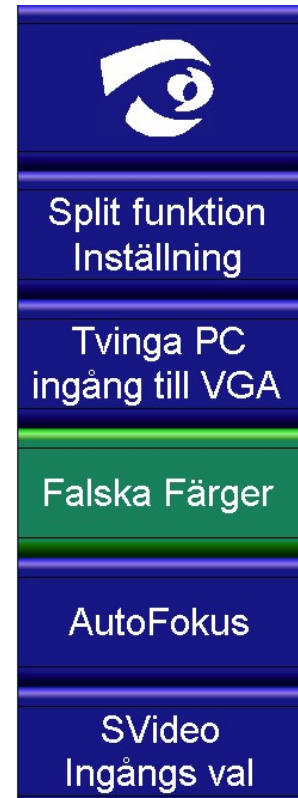 Split funktion
Inställning
Tvinga PC
ingång till VGA
Falska Färger
AutoFokus
SVideo
Ingångs val